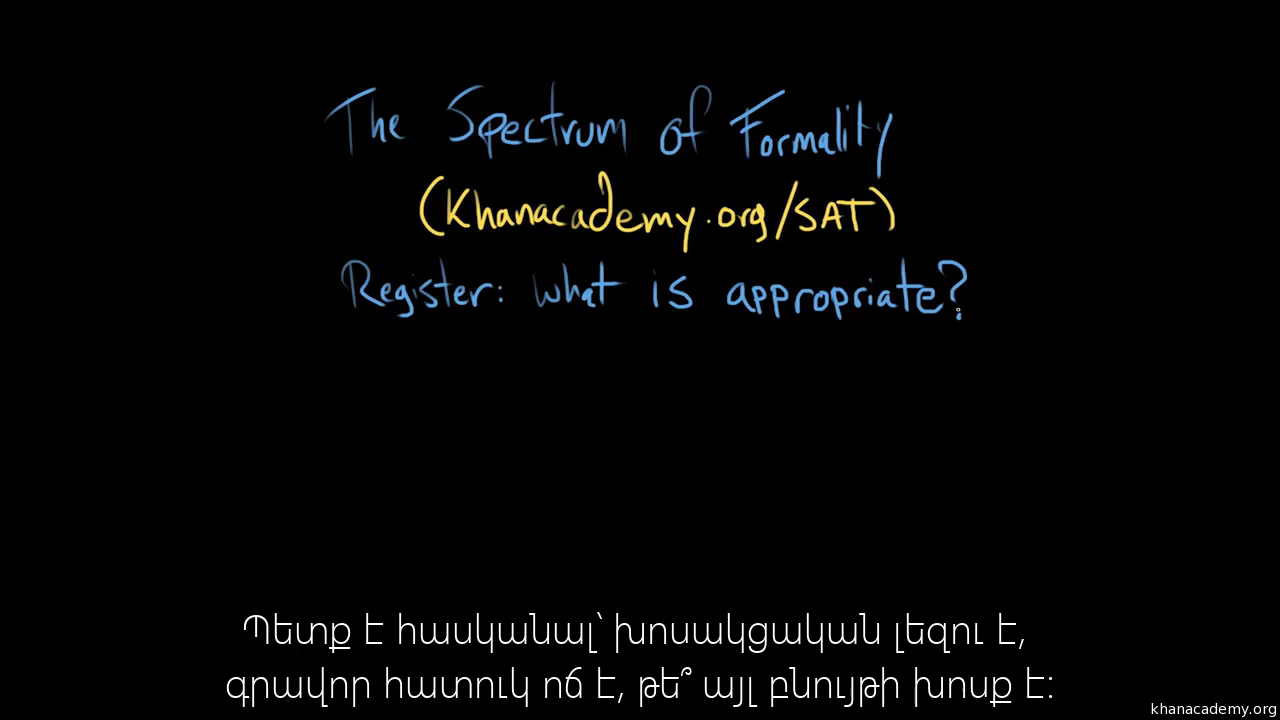 The Spectrum of Formality
(Khanacademy.org/SAT)
Register: what is appropriate?
Պետք է հասկանալ՝ խոսակցական լեզու է,
գրավոր հատուկ ոճ է, թե՞ այլ բնույթի խոսք է:
khanacademy.org